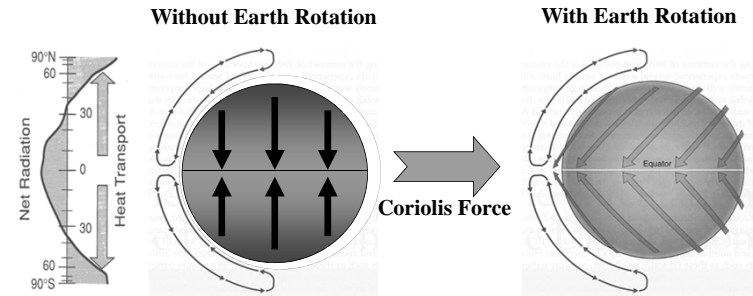 Without Earth Rotation
With Earth Rotation
90°N
60
30
0
30
60
90°S
Net Radiation
Heat Transport
Coriolis Force
Equator